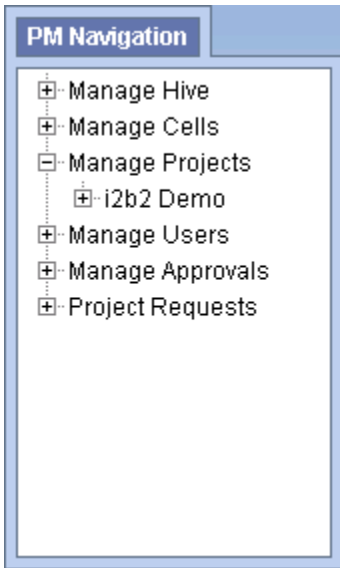 PM Navigation
Manage Hive
Manage Cells
Manage Projects
i2b2 Demo
Manage Users
Manage Approvals
Project Requests